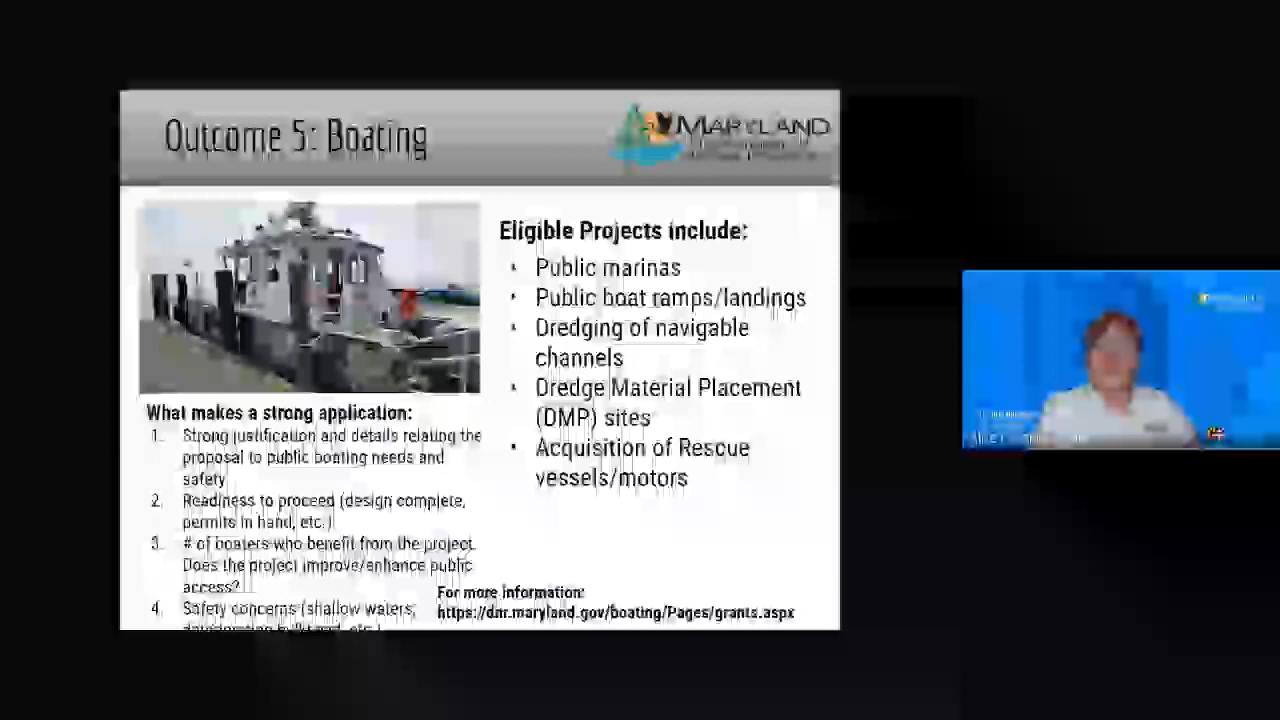 Outcome 5: Boating
MARYLAND
What makes a strong application:
1. Strong justification and details relating the
proposal to public boating needs and
safety
2. Readiness to proceed (design complete,
permits in hand, etc.)
3. # of boaters who benefit from the project.
Does the project improve/enhance public
access?
4. Safety concerns (shallow waters,
Eligible Projects include:
• Public marinas
• Public boat ramps/landings
• Dredging of navigable
channels
• Dredge Material Placement
(DMP) sites
• Acquisition of Rescue
vessels/motors
For more information:
https://dnr.maryland.gov/boating/Pages/grants.aspx